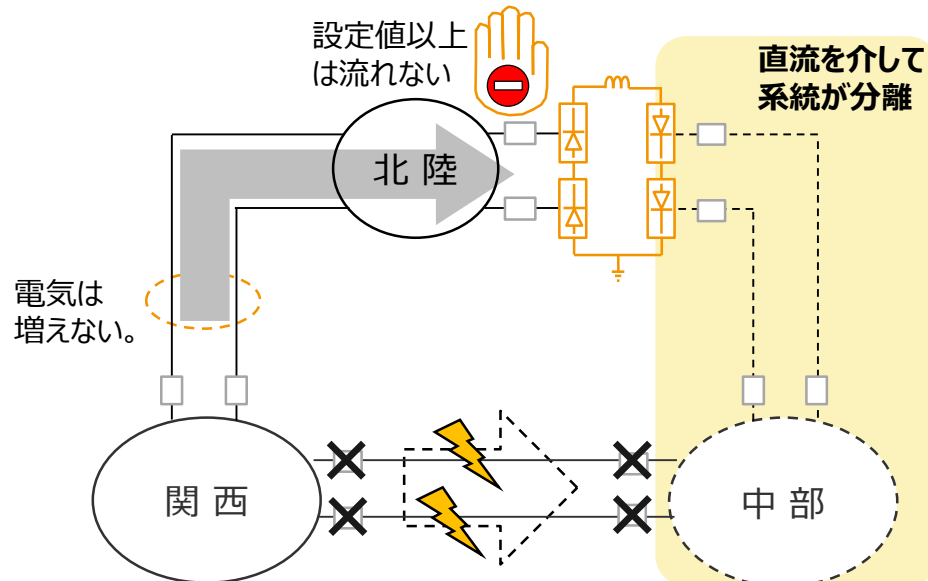 設定値以上
は流れない
直流を介して
系統が分離
北 陸
電気は
増えない。
関 西
中 部